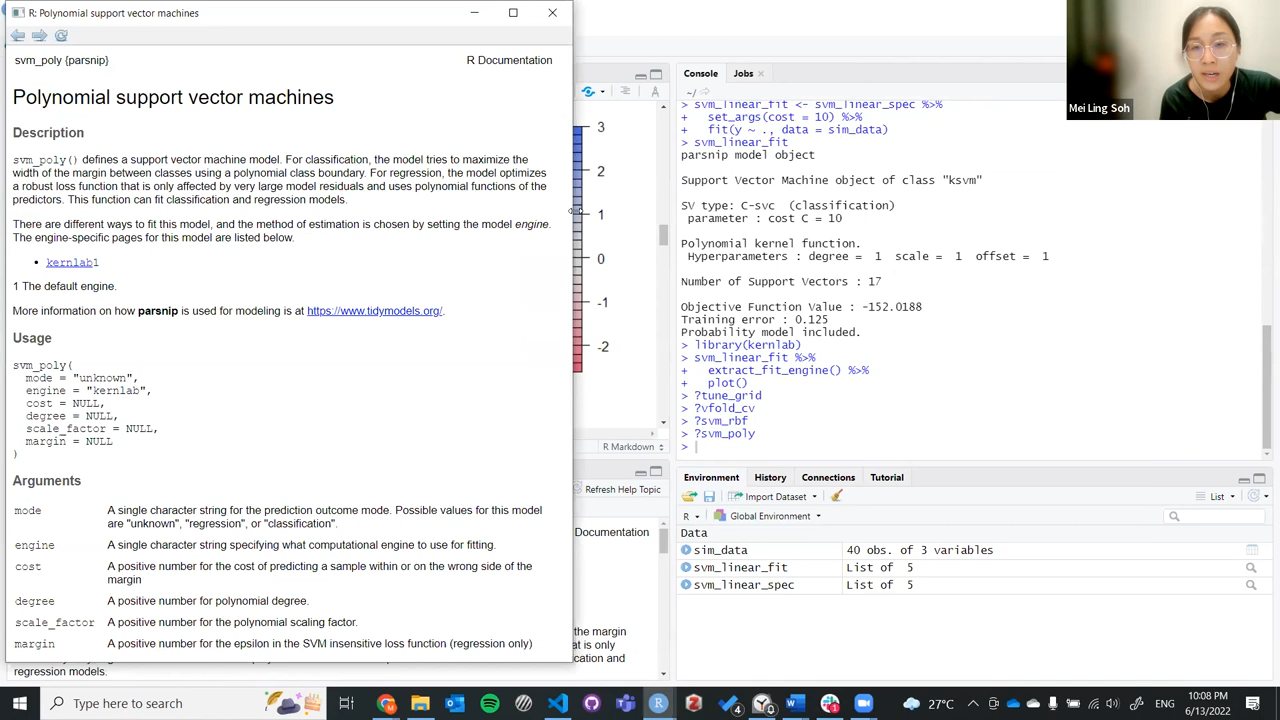 R: Polynomial support vector machines
svm_poly {parsnip}
R Documentation
Polynomial support vector machines
Description
svm_poly() defines a support vector machine model. For classification, the model tries to maximize the
width of the margin between classes using a polynomial class boundary. For regression, the model optimizes
a robust loss function that is only affected by very large model residuals and uses polynomial functions of the
predictors. This function can fit classification and regression models.
There are different ways to fit this model, and the method of estimation is chosen by setting the model engine.
The engine-specific pages for this model are listed below.
• kernlab1
1 The default engine.
More information on how parsnip is used for modeling is at https://www.tidymodels.org/.
Usage
svm_poly(
mode = "unknown",
engine = "kernlab",
cost = NULL,
degree = NULL,
scale_factor = NULL,
margin = NULL
)
Arguments
mode A single character string for the prediction outcome mode. Possible values for this model
are "unknown", "regression", or "classification".
engine A single character string specifying what computational engine to use for fitting.
cost A positive number for the cost of predicting a sample within or on the wrong side of the
margin
degree A positive number for polynomial degree.
scale_factor A positive number for the polynomial scaling factor.
margin A positive number for the epsilon in the SVM insensitive loss function (regression only)
3
2
1
0
-1
-2
R Markdown
Refresh Help Topic
Documentation
the margin
at is only
cation and
regression models.
Console Jobs
~/
> svm_linear_fit <- svm_linear_spec %>%
+ set_args(cost = 10) %>%
+ fit(y ~ ., data = sim_data)
> svm_linear_fit
parsnip model object
Support Vector Machine object of class "ksvm"
SV type: C-svc (classification)
parameter : cost C = 10
Polynomial kernel function.
Hyperparameters : degree = 1 scale = 1 offset = 1
Number of Support Vectors : 17
Objective Function Value : -152.0188
Training error : 0.125
Probability model included.
> library(kernlab)
> svm_linear_fit %>%
+ extract_fit_engine() %>%
+ plot()
> ?tune_grid
> ?vfold_cv
> ?svm_rbf
> ?svm_poly
>
Environment History Connections Tutorial
Import Dataset
List
R Global Environment
Data
sim_data 40 obs. of 3 variables
svm_linear_fit List of 5
svm_linear_spec List of 5
Mei Ling Soh
Type here to search
4
27°C
ENG
10:08 PM
6/13/2022